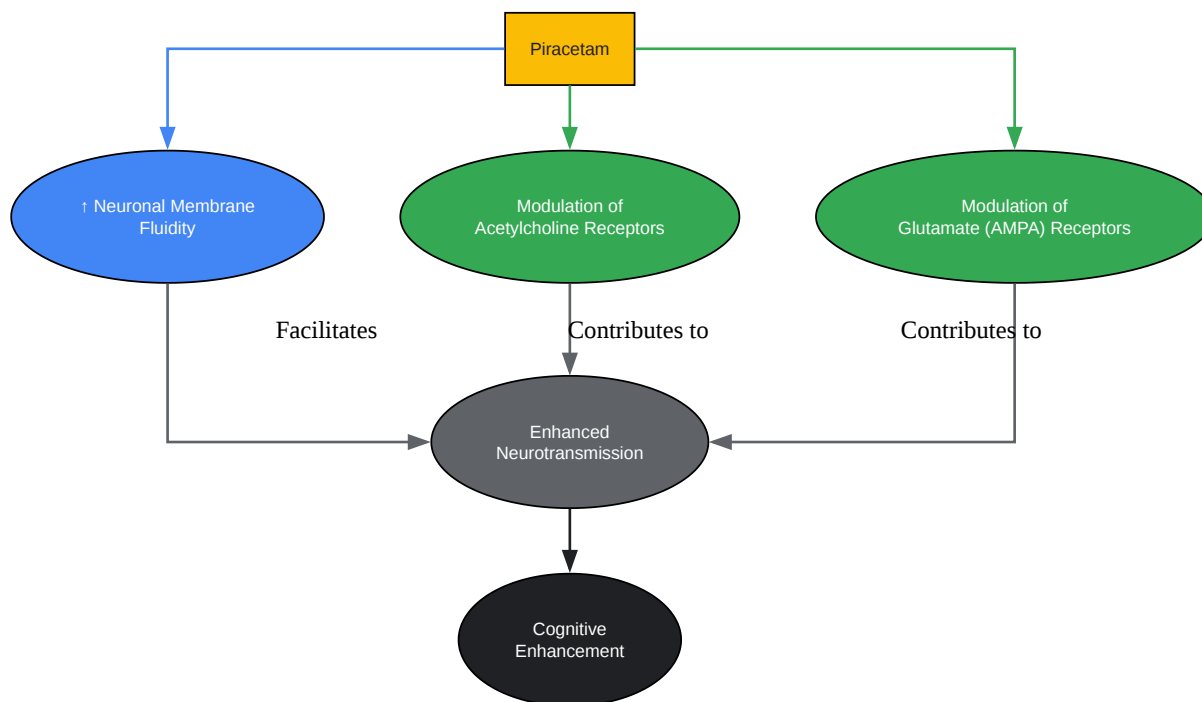 Piracetam
↑ Neuronal Membrane
Fluidity
Modulation of
Acetylcholine Receptors
Modulation of
Glutamate (AMPA) Receptors
Facilitates
Contributes to
Contributes to
Enhanced
Neurotransmission
Cognitive
Enhancement